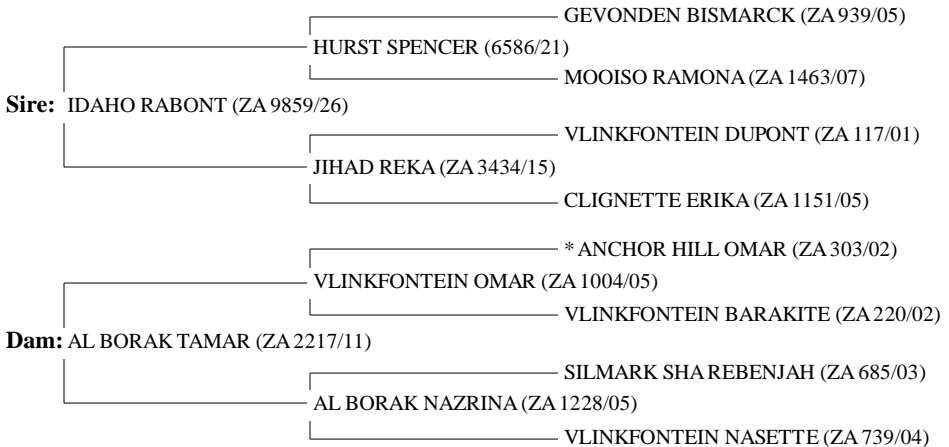 GEVONDEN BISMARCK (ZA 939/05)
HURST SPENCER (6586/21)
MOOISO RAMONA (ZA 1463/07)
Sire: IDAHO RABONT (ZA 9859/26)
VLINKFONTEIN DUPONT (ZA 117/01)
JIHAD REKA (ZA 3434/15)
CLIGNETTE ERIKA (ZA 1151/05)
* ANCHOR HILL OMAR (ZA 303/02)
VLINKFONTEIN OMAR (ZA 1004/05)
VLINKFONTEIN BARAKITE (ZA 220/02)
Dam: AL BORAK TAMAR (ZA 2217/11)
SILMARK SHA REBENJAH (ZA 685/03)
AL BORAK NAZRINA (ZA 1228/05)
VLINKFONTEIN NASETTE (ZA 739/04)